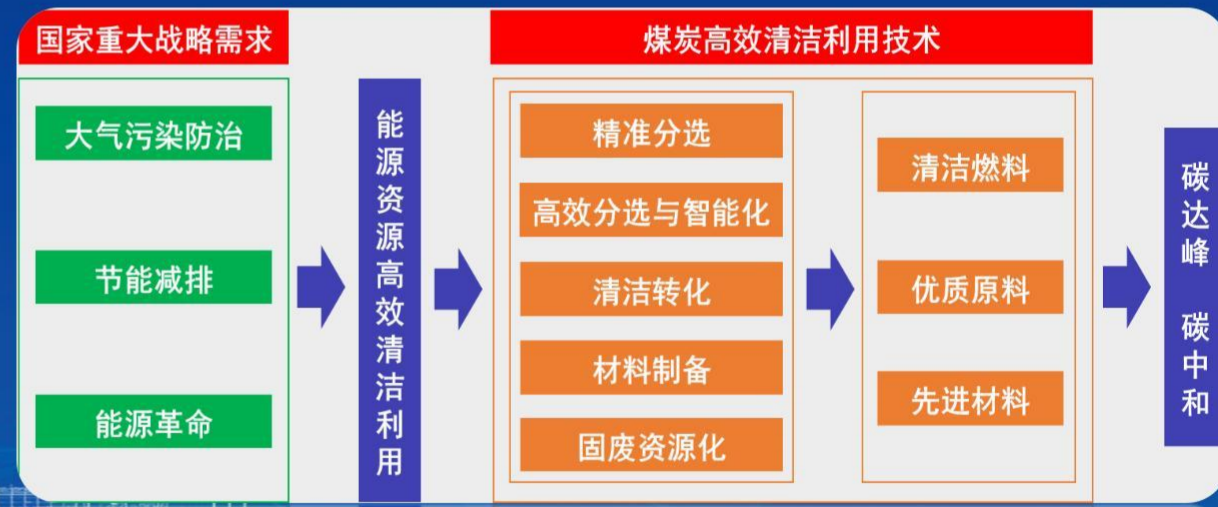 国家重大战略需求
大气污染防治
节能减排
能源革命
能源资源高效清洁利用
煤炭高效清洁利用技术
精准分选
高效分选与智能化
清洁转化
材料制备
固废资源化
清洁燃料
优质原料
先进材料
碳达峰 碳中和